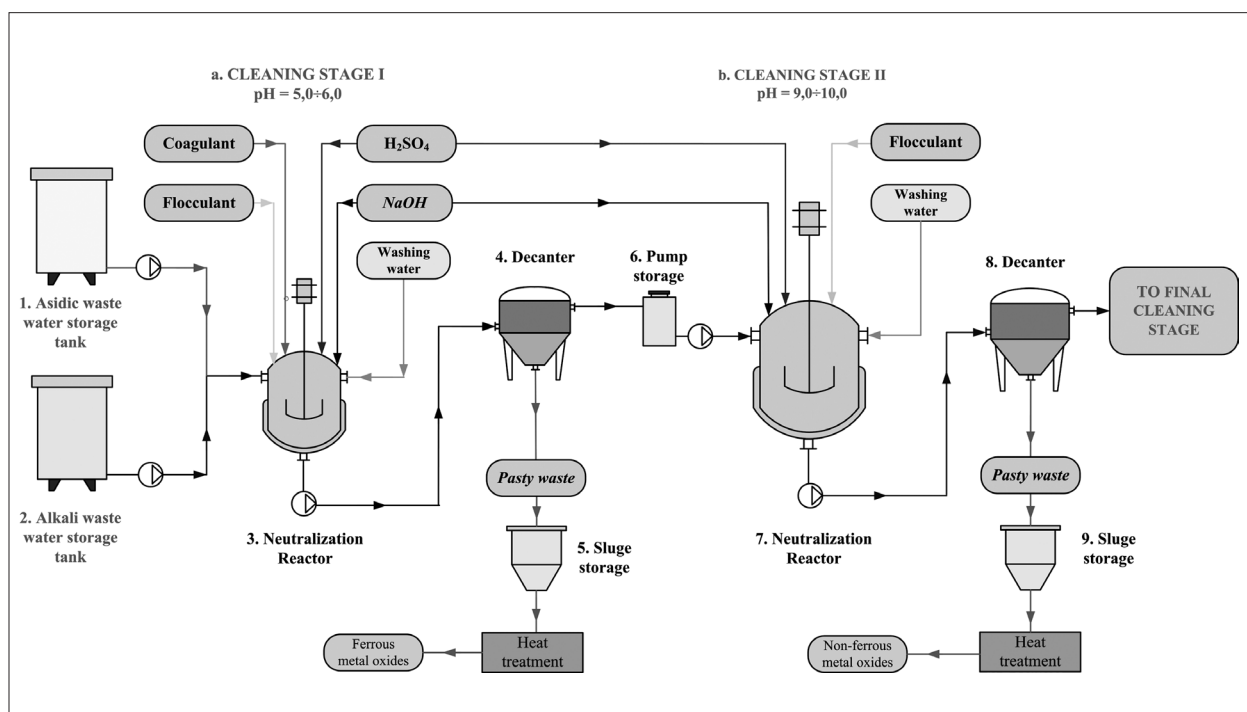 a. CLEANING STAGE I
pH = 5,0÷6,0
b. CLEANING STAGE II
pH = 9,0÷10,0
Coagulant
H₂SO₄
Flocculant
Flocculant
NaOH
Washing
water
Washing
water
1. Asidic waste
water storage
tank
4. Decanter
6. Pump
storage
8. Decanter
TO FINAL
CLEANING
STAGE
2. Alkali waste
water storage
tank
3. Neutralization
Reactor
Pasty waste
5. Sluge
storage
7. Neutralization
Reactor
Pasty waste
9. Sluge
storage
Ferrous
metal oxides
Heat
treatment
Non-ferrous
metal oxides
Heat
treatment